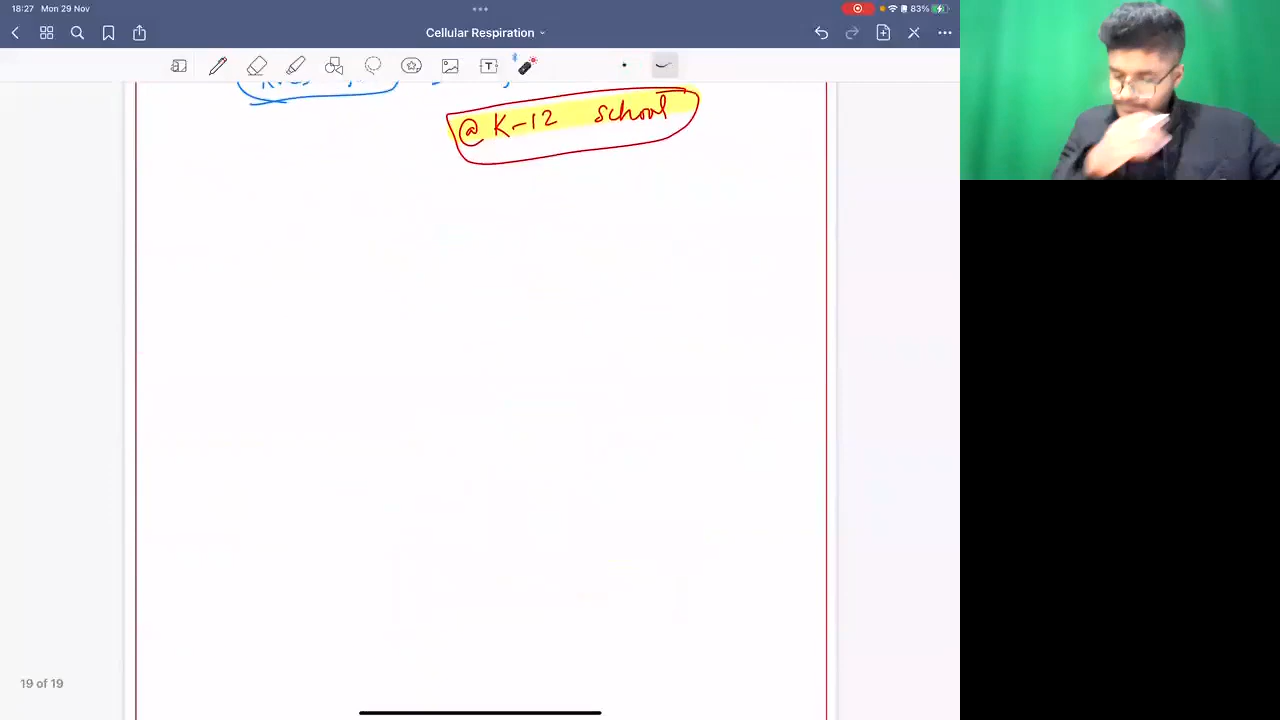 18:27 Mon 29 Nov
83%
Cellular Respiration
T
@ K-12 School
19 of 19